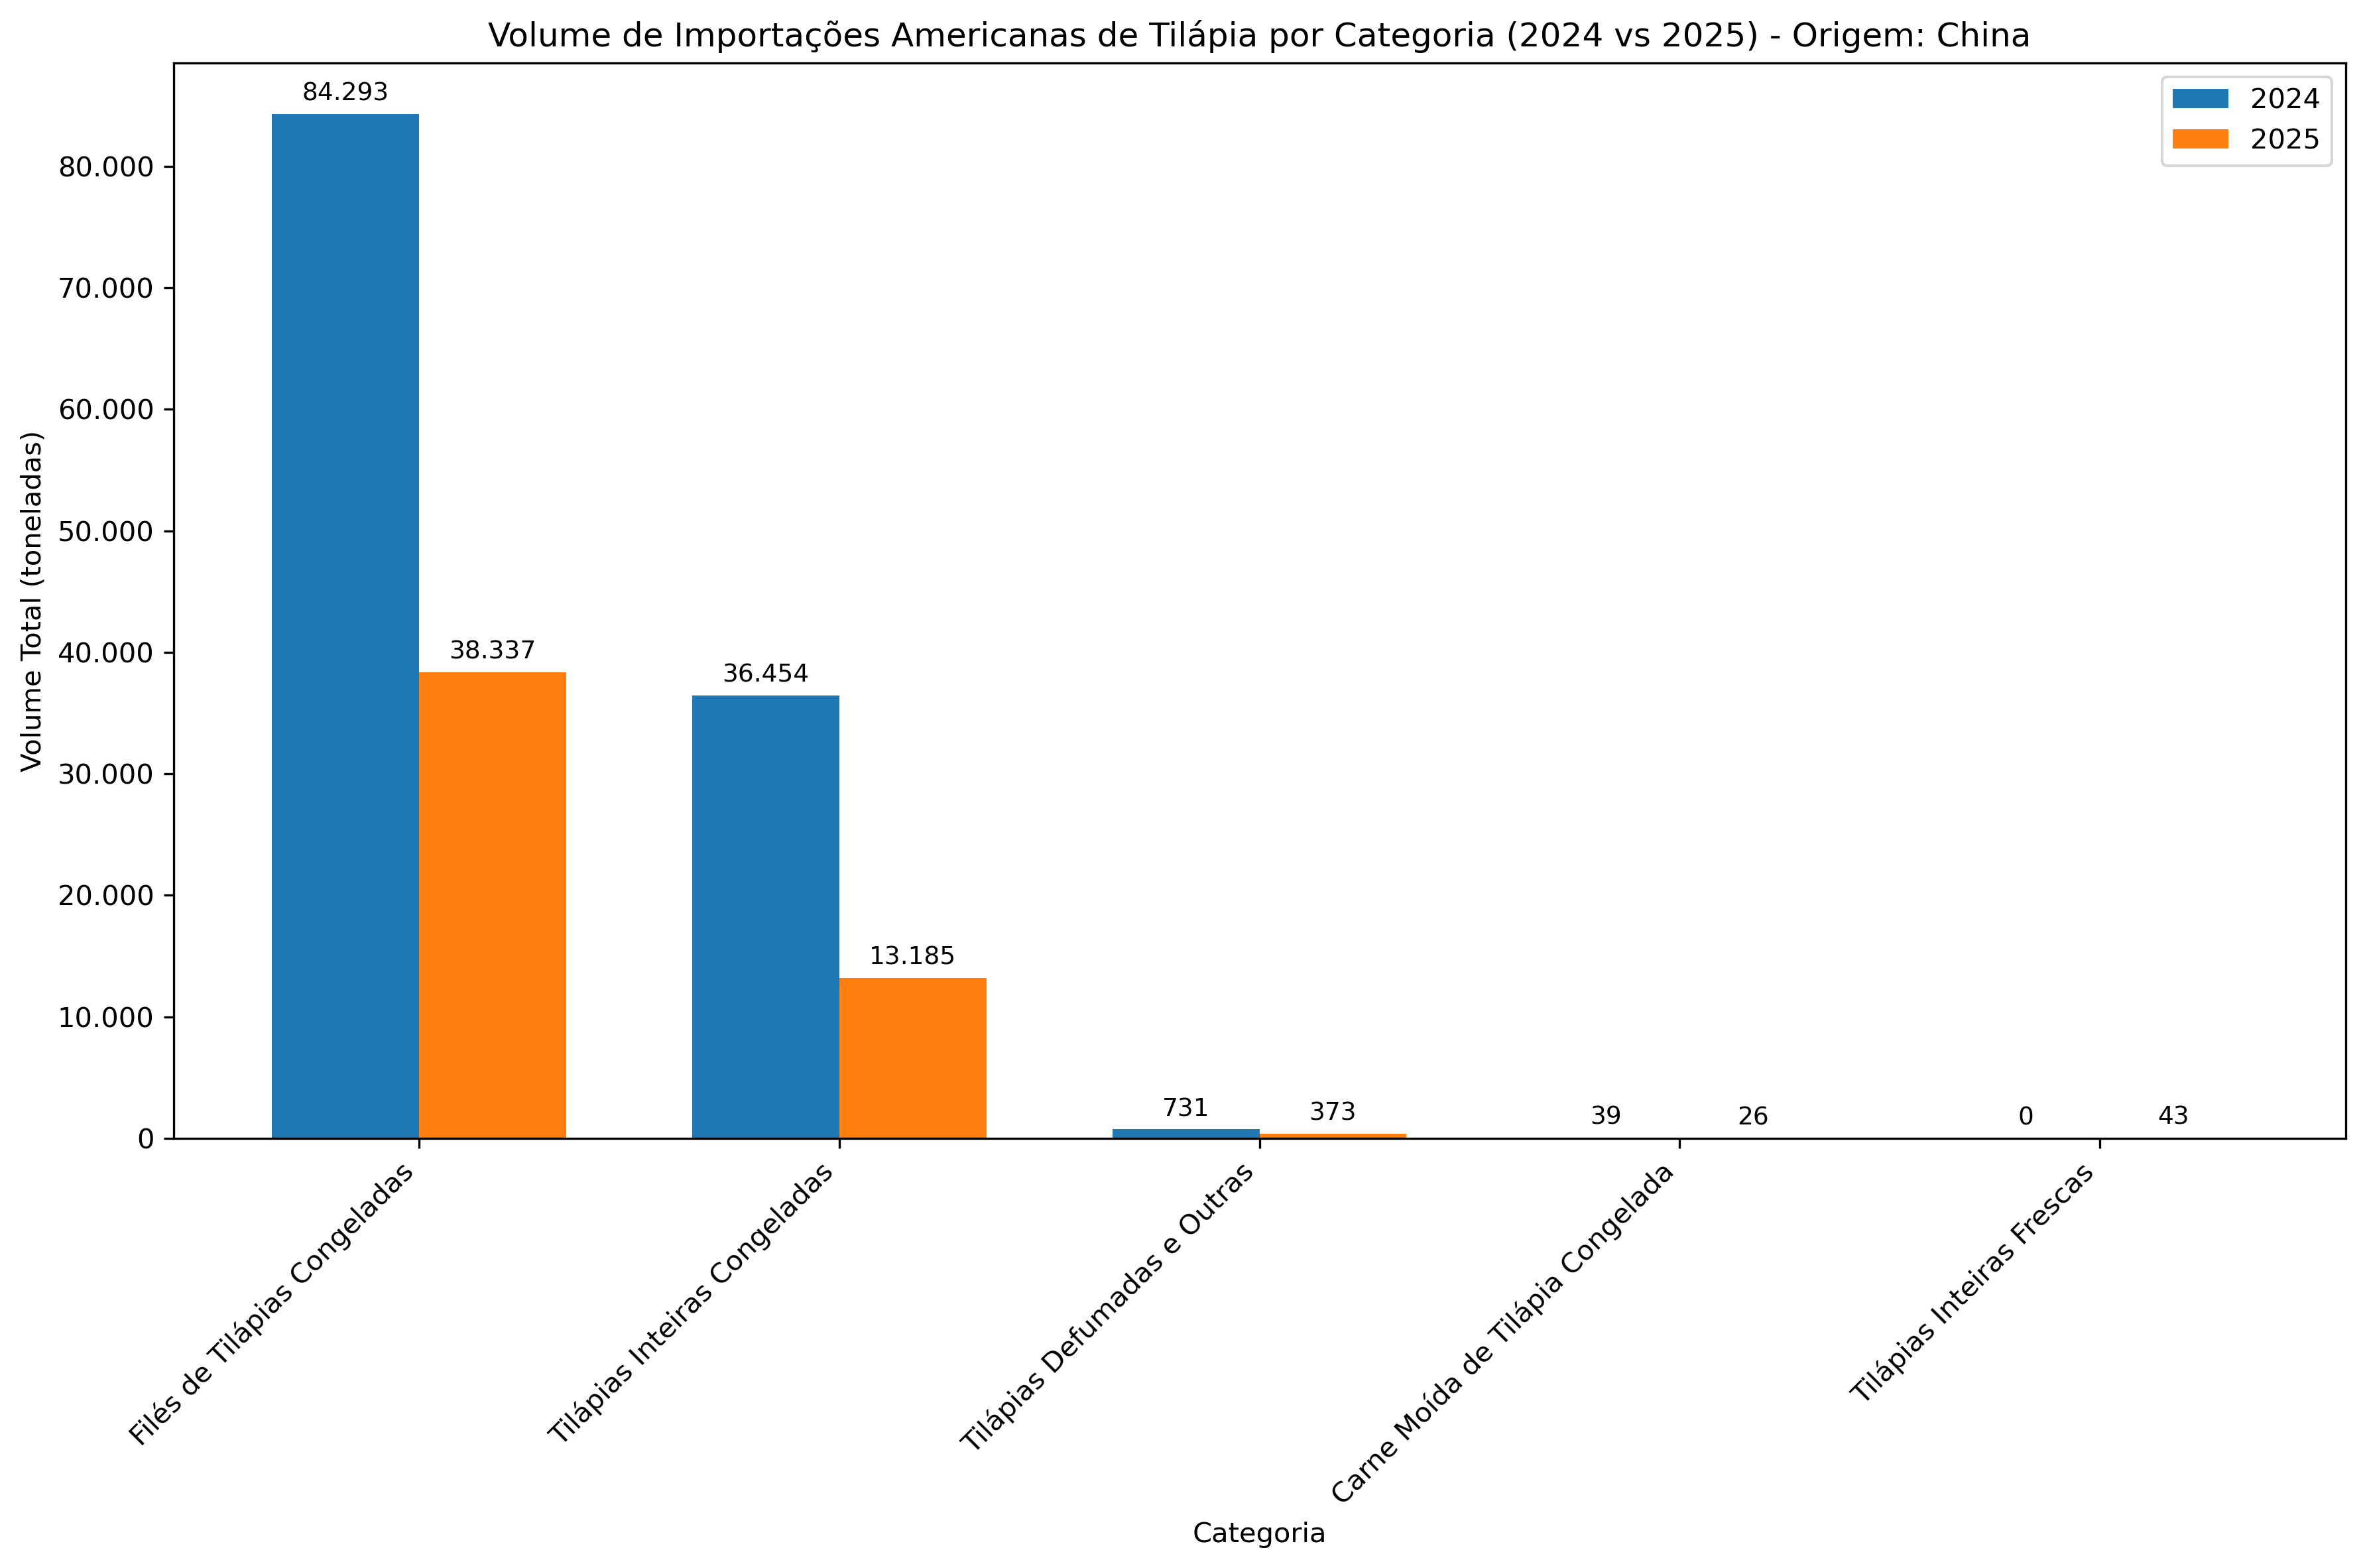 Volume de Importações Americanas de Tilápia por Categoria (2024 vs 2025) - Origem: China
2024
2025
Volume Total (toneladas)
80.000
70.000
60.000
50.000
40.000
30.000
20.000
10.000
0
84.293
38.337
36.454
13.185
731
373
39
26
0
43
Filés de Tilápias Congeladas
Tilápias Inteiras Congeladas
Tilápias Defumadas e Outras
Carne Moída de Tilápia Congelada
Tilápias Inteiras Frescas
Categoria